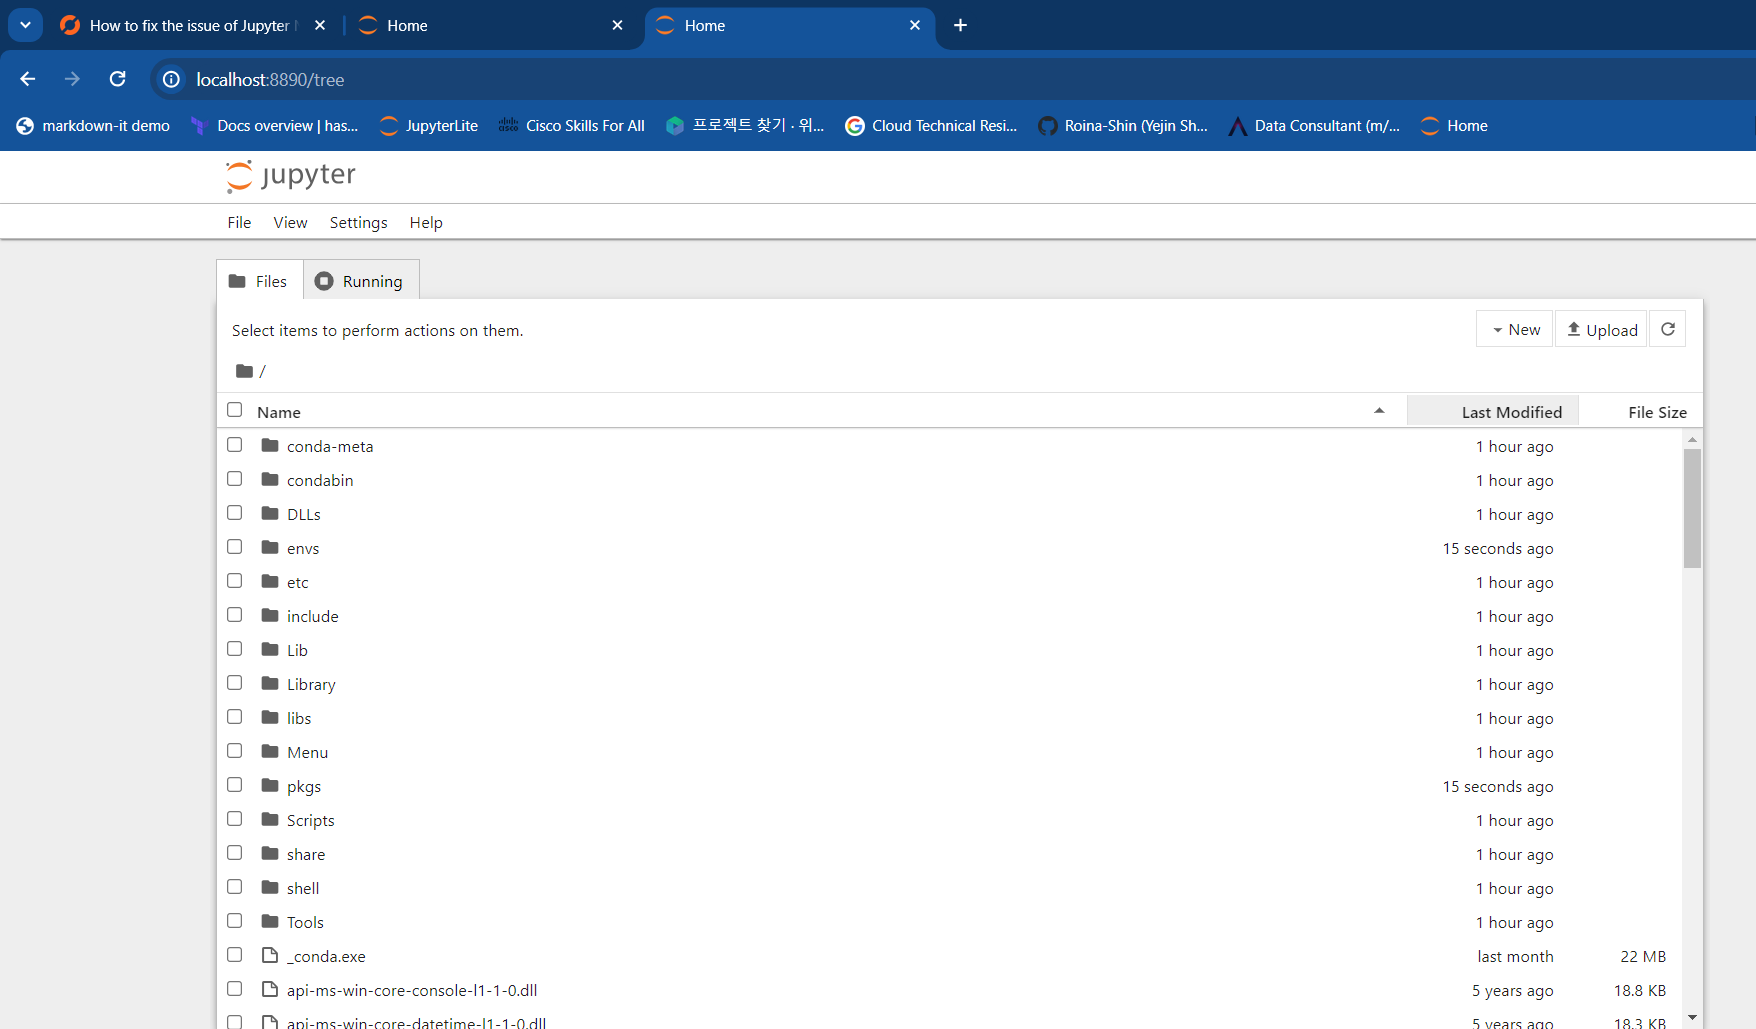 How to fix the issue of Jupyter
Home
Home
localhost:8890/tree
markdown-it demo
Docs overview | has...
JupyterLite
Cisco Skills For All
프로젝트 찾기 · 위...
Cloud Technical Resi...
Roina-Shin (Yejin Sh...
Data Consultant (m/...
Home
jupyter
File View Settings Help
Files Running
Select items to perform actions on them.
New Upload
/
Name Last Modified File Size
conda-meta 1 hour ago
condabin 1 hour ago
DLLs 1 hour ago
envs 15 seconds ago
etc 1 hour ago
include 1 hour ago
Lib 1 hour ago
Library 1 hour ago
libs 1 hour ago
Menu 1 hour ago
pkgs 15 seconds ago
Scripts 1 hour ago
share 1 hour ago
shell 1 hour ago
Tools 1 hour ago
_conda.exe last month 22 MB
api-ms-win-core-console-l1-1-0.dll 5 years ago 18.8 KB
api-ms-win-core-datetime-l1-1-0.dll 5 years ago 18.3 KB